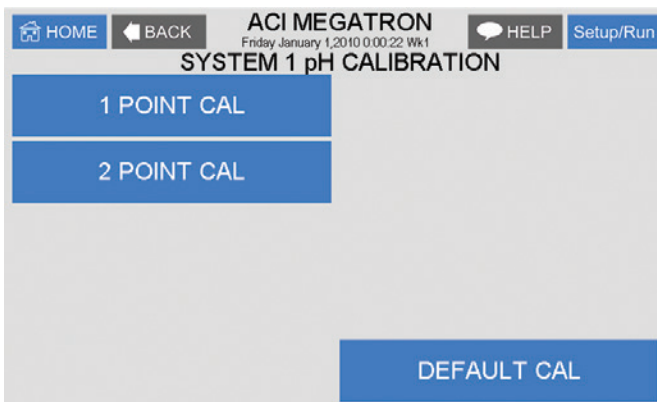 HOME BACK ACI MEGATRON HELP Setup/Run
Friday January 1,2010 0:00:22 Wk1
SYSTEM 1 pH CALIBRATION
1 POINT CAL
2 POINT CAL
DEFAULT CAL